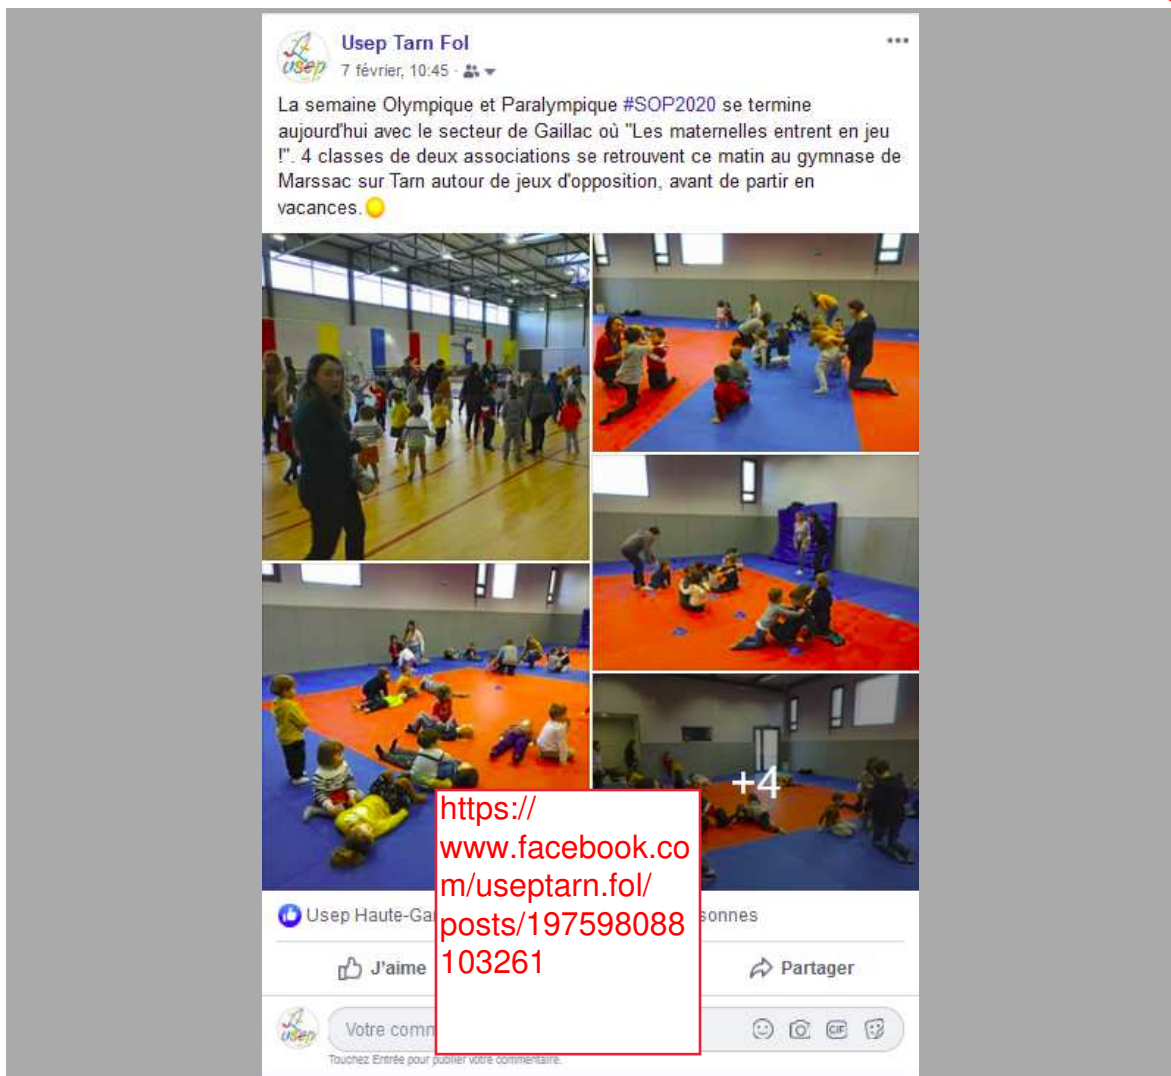 Usep Tarn Fol
7 février, 10:45 ·
La semaine Olympique et Paralympique #SOP2020 se termine
aujourd'hui avec le secteur de Gaillac où "Les maternelles entrent en jeu
!". 4 classes de deux associations se retrouvent ce matin au gymnase de
Marssac sur Tarn autour de jeux d'opposition, avant de partir en
vacances.
+4
https://
www.facebook.co
m/useptarn.fol/
posts/197598088
103261
Usep Haute-Ga
sonnes
J'aime
Partager
usep
Votre comm
GIF
Touchez Entrée pour publier votre commentaire.